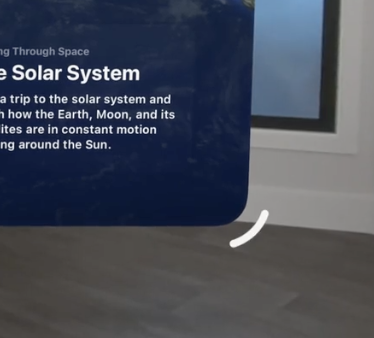 ng Through Space
e Solar System
a trip to the solar system and
h how the Earth, Moon, and its
lites are in constant motion
ng around the Sun.